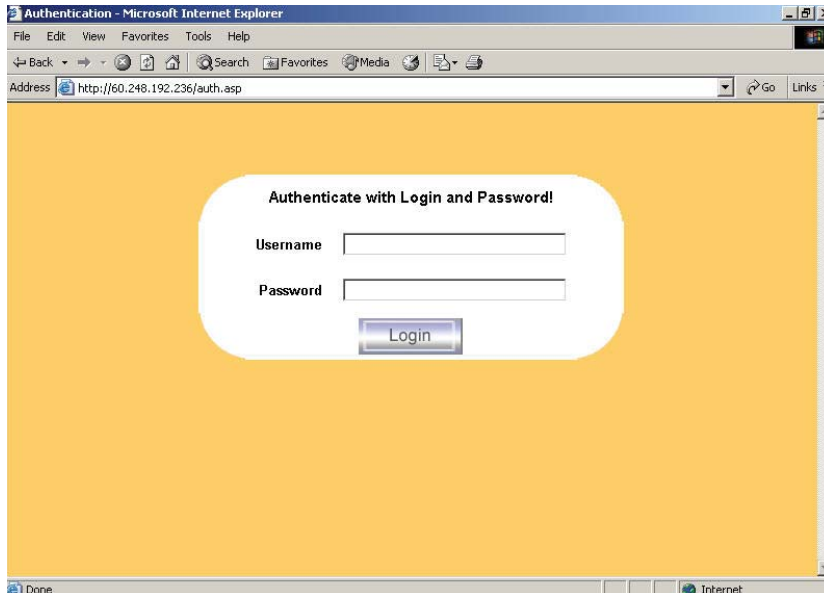 Authentication - Microsoft Internet Explorer
File Edit View Favorites Tools Help
Back Search Favorites Media
Address http://60.248.192.236/auth.asp Go Links
Authenticate with Login and Password!
Username
Password
Login
Done Internet